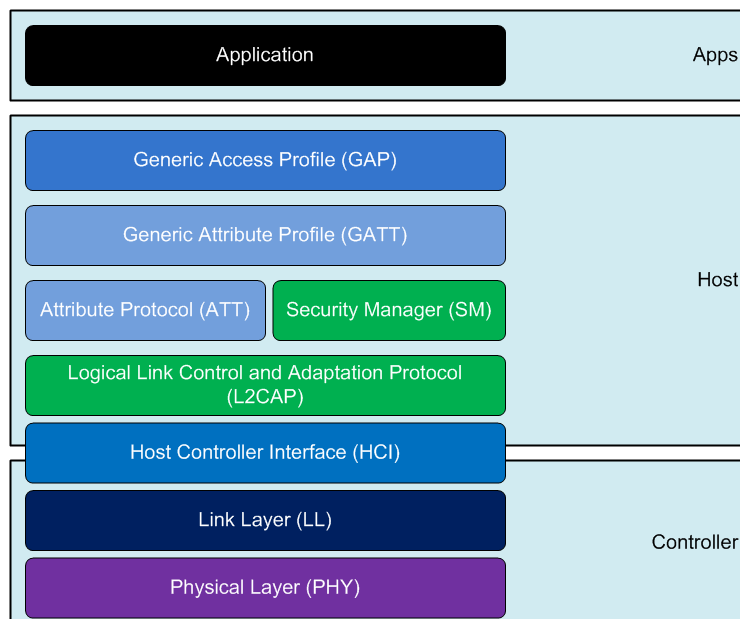 Application
Apps
Generic Access Profile (GAP)
Generic Attribute Profile (GATT)
Host
Attribute Protocol (ATT)
Security Manager (SM)
Logical Link Control and Adaptation Protocol
(L2CAP)
Host Controller Interface (HCI)
Link Layer (LL)
Controller
Physical Layer (PHY)